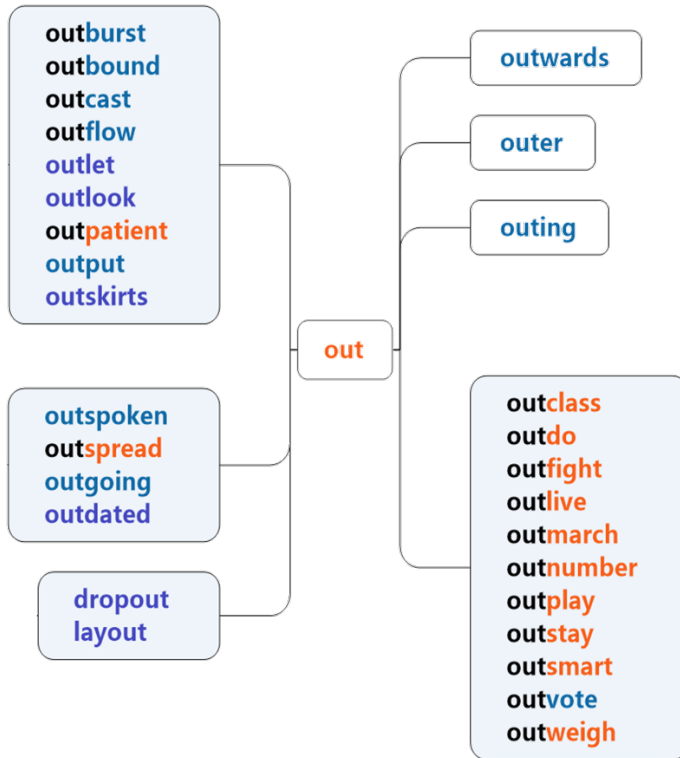 outburst
outbound
outcast
outflow
outlet
outlook
outpatient
output
outskirts
outspoken
outspread
outgoing
outdated
dropout
layout
out
outwards
outer
outing
outclass
outdo
outfight
outlive
outmarch
outnumber
outplay
outstay
outsmart
outvote
outweigh